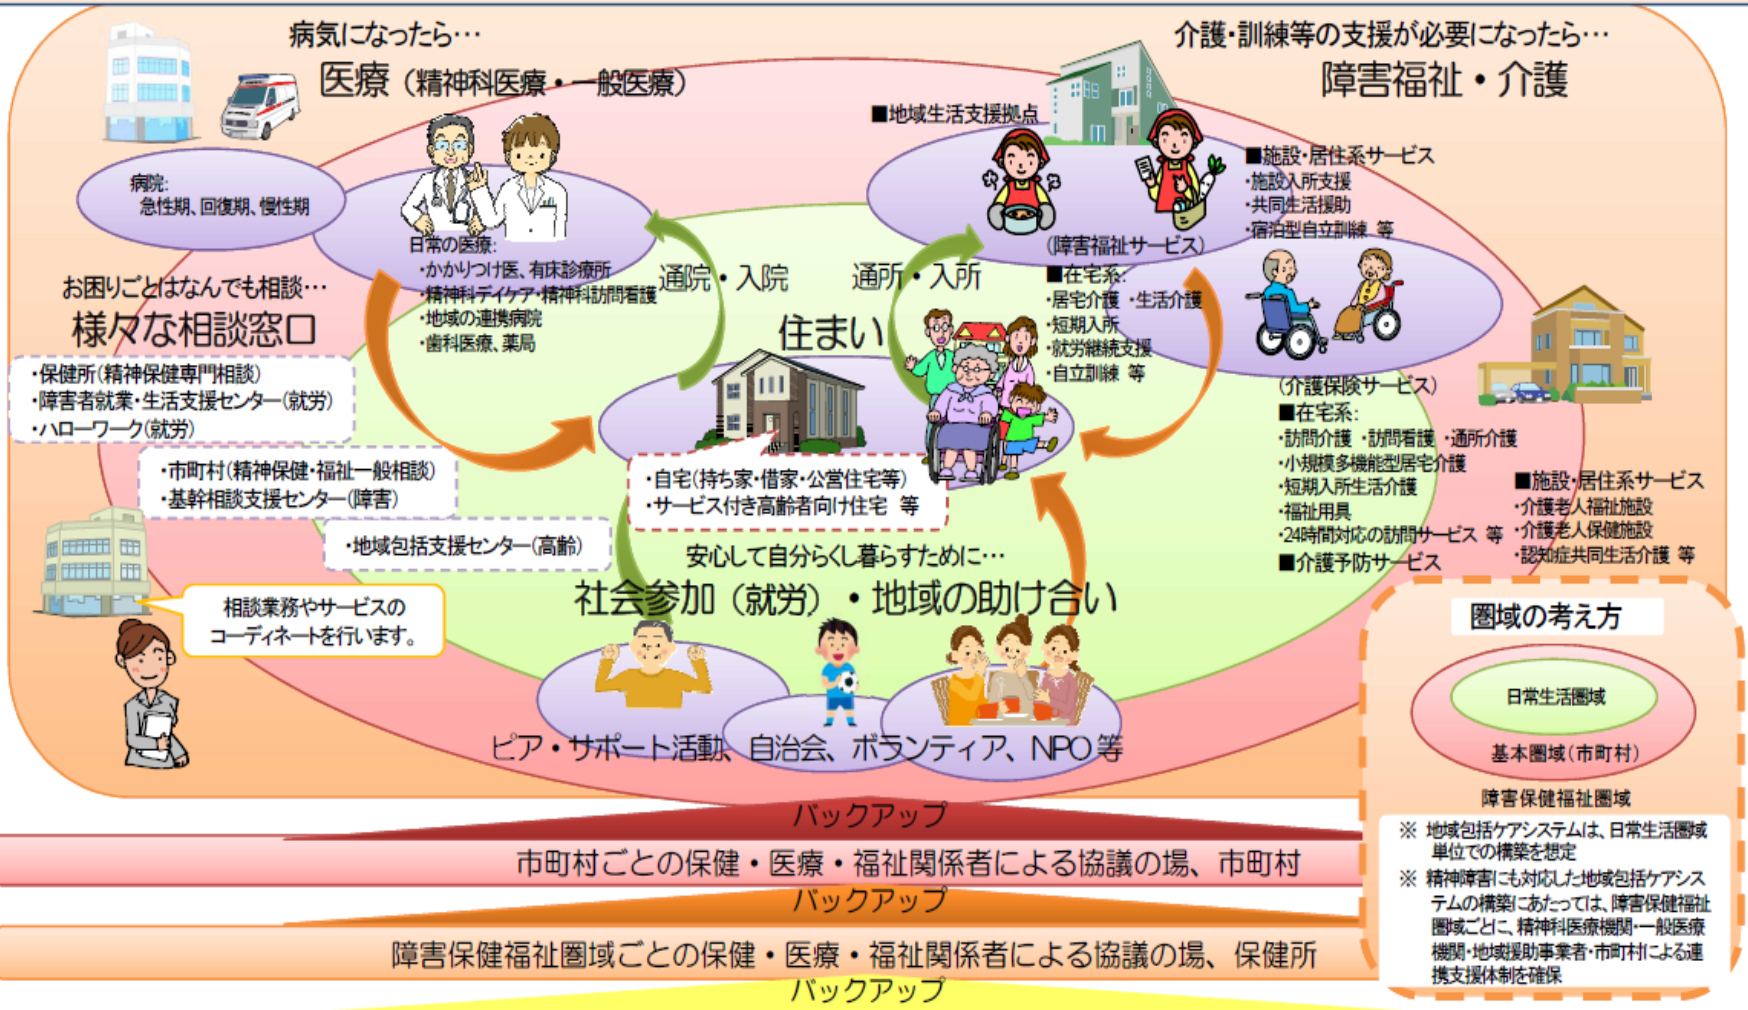 病気になったら…
医療（精神科医療・一般医療）
介護・訓練等の支援が必要になったら…
障害福祉・介護
病院：
急性期、回復期、慢性期
日常の医療：
・かかりつけ医、有床診療所
・精神科デイケア・精神科訪問看護
・地域の連携病院
・歯科医療、薬局
通院・入院
通所・入所
■地域生活支援拠点
■施設・居住系サービス
・施設入所支援
・共同生活援助
・宿泊型自立訓練 等
（障害福祉サービス）
■在宅系：
・居宅介護 ・生活介護
・短期入所
・就労継続支援
・自立訓練 等
（介護保険サービス）
■在宅系：
・訪問介護 ・訪問看護 ・通所介護
・小規模多機能型居宅介護
・短期入所生活介護
・福祉用具
・24時間対応の訪問サービス 等
■介護予防サービス
■施設・居住系サービス
・介護老人福祉施設
・介護老人保健施設
・認知症共同生活介護 等
お困りごとはなんでも相談…
様々な相談窓口
・保健所（精神保健専門相談）
・障害者就業・生活支援センター（就労）
・ハローワーク（就労）
・市町村（精神保健・福祉一般相談）
・基幹相談支援センター（障害）
・地域包括支援センター（高齢）
相談業務やサービスの
コーディネートを行います。
住まい
・自宅（持ち家・借家・公営住宅等）
・サービス付き高齢者向け住宅 等
安心して自分らしく暮らすために…
社会参加（就労）・地域の助け合い
ピア・サポート活動、自治会、ボランティア、NPO等
バックアップ
市町村ごとの保健・医療・福祉関係者による協議の場、市町村
バックアップ
障害保健福祉圏域ごとの保健・医療・福祉関係者による協議の場、保健所
バックアップ
圏域の考え方
日常生活圏域
基本圏域（市町村）
障害保健福祉圏域
※ 地域包括ケアシステムは、日常生活圏域
単位での構築を想定
※ 精神障害にも対応した地域包括ケアシス
テムの構築にあたっては、障害保健福祉
圏域ごとに、精神科医療機関・一般医療
機関・地域援助事業者・市町村による連
携支援体制を確保